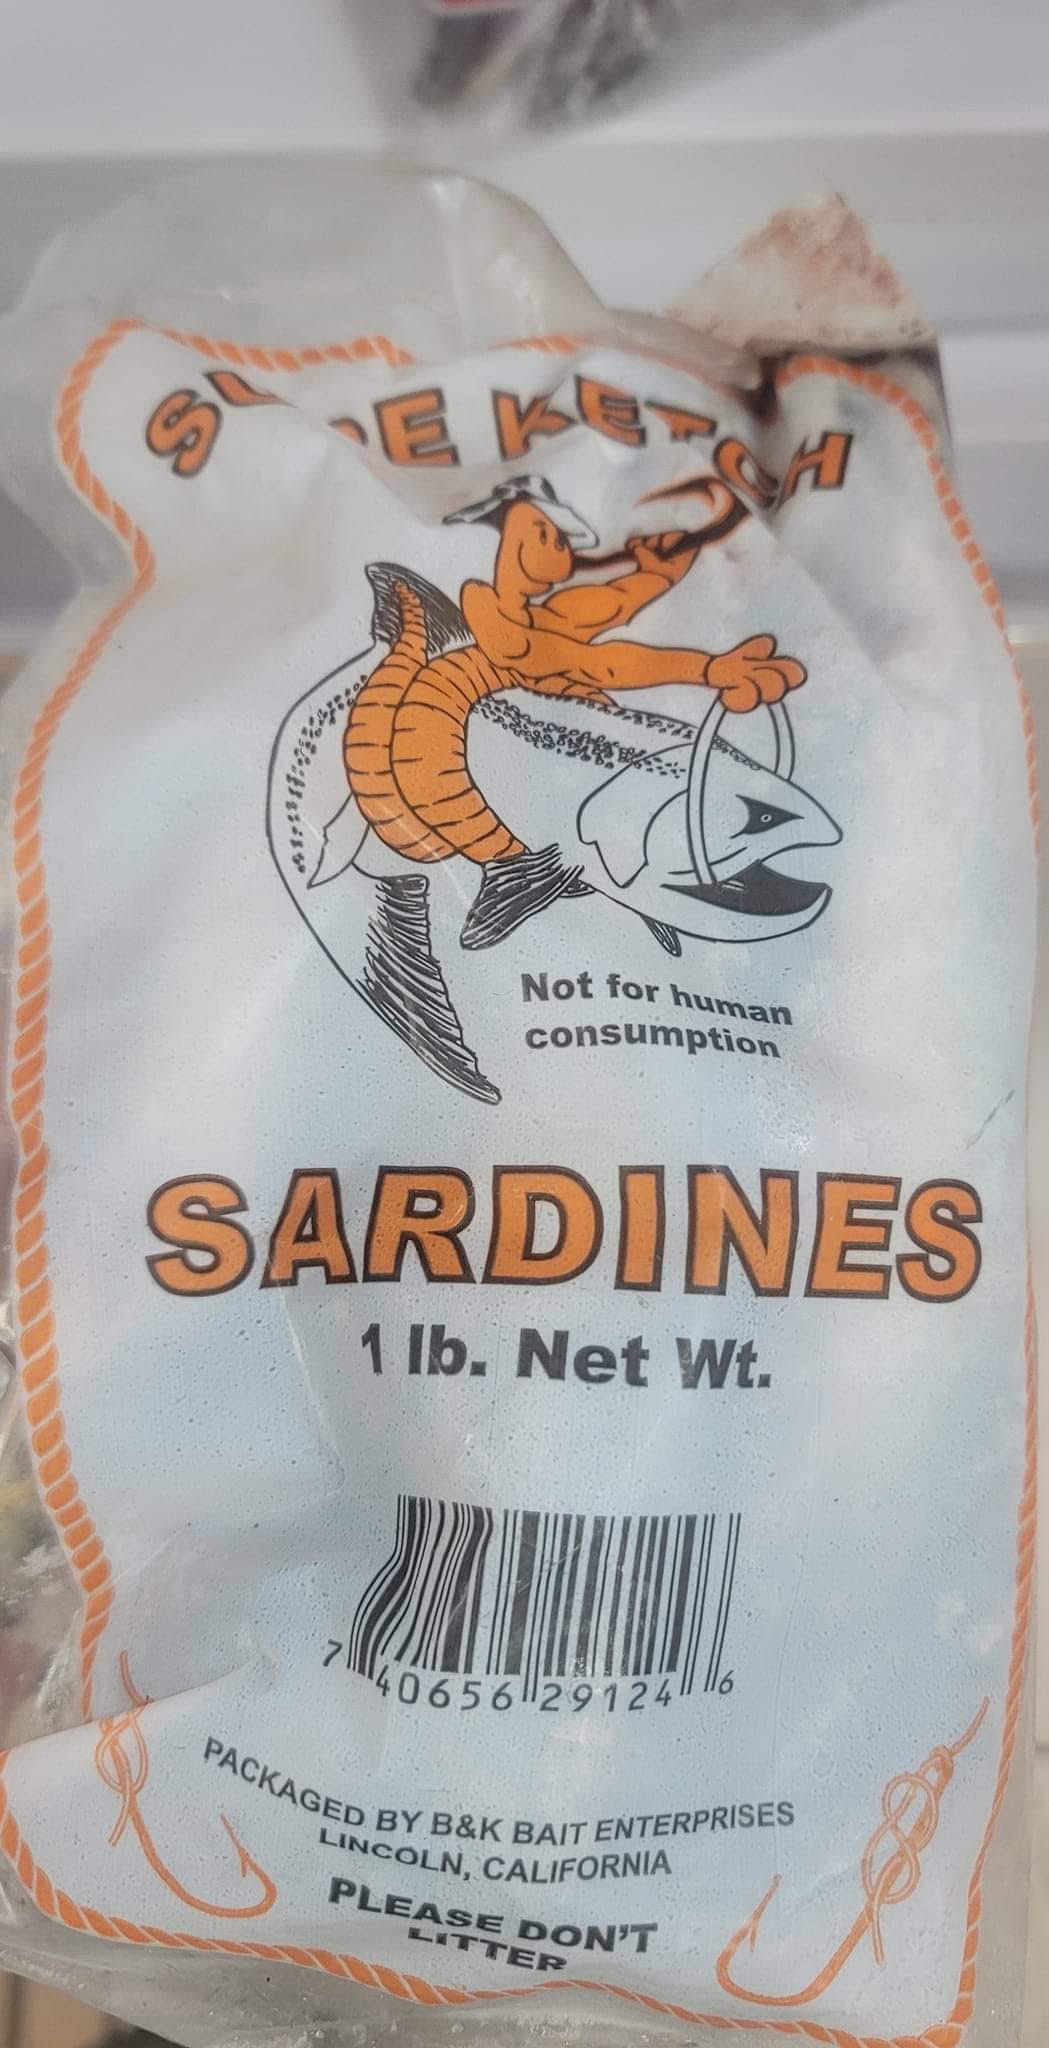 KETCH
Not for human
consumption
SARDINES
1 lb. Net Wt.
7 40656 29124 6
PACKAGED BY B&K BAIT ENTERPRISES
LINCOLN, CALIFORNIA
PLEASE DON'T
LITTER